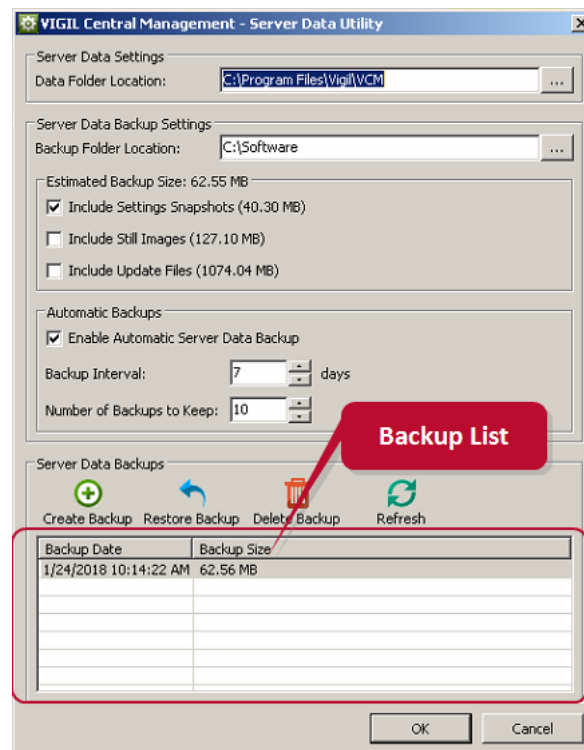 VIGIL Central Management - Server Data Utility
Server Data Settings
Data Folder Location: C:\Program Files\Vigil\VCM ...
Server Data Backup Settings
Backup Folder Location: C:\Software ...
Estimated Backup Size: 62.55 MB
Include Settings Snapshots (40.30 MB)
Include Still Images (127.10 MB)
Include Update Files (1074.04 MB)
Automatic Backups
Enable Automatic Server Data Backup
Backup Interval: 7 days
Number of Backups to Keep: 10
Backup List
Server Data Backups
Create Backup Restore Backup Delete Backup Refresh
Backup Date Backup Size
1/24/2018 10:14:22 AM 62.56 MB
OK Cancel